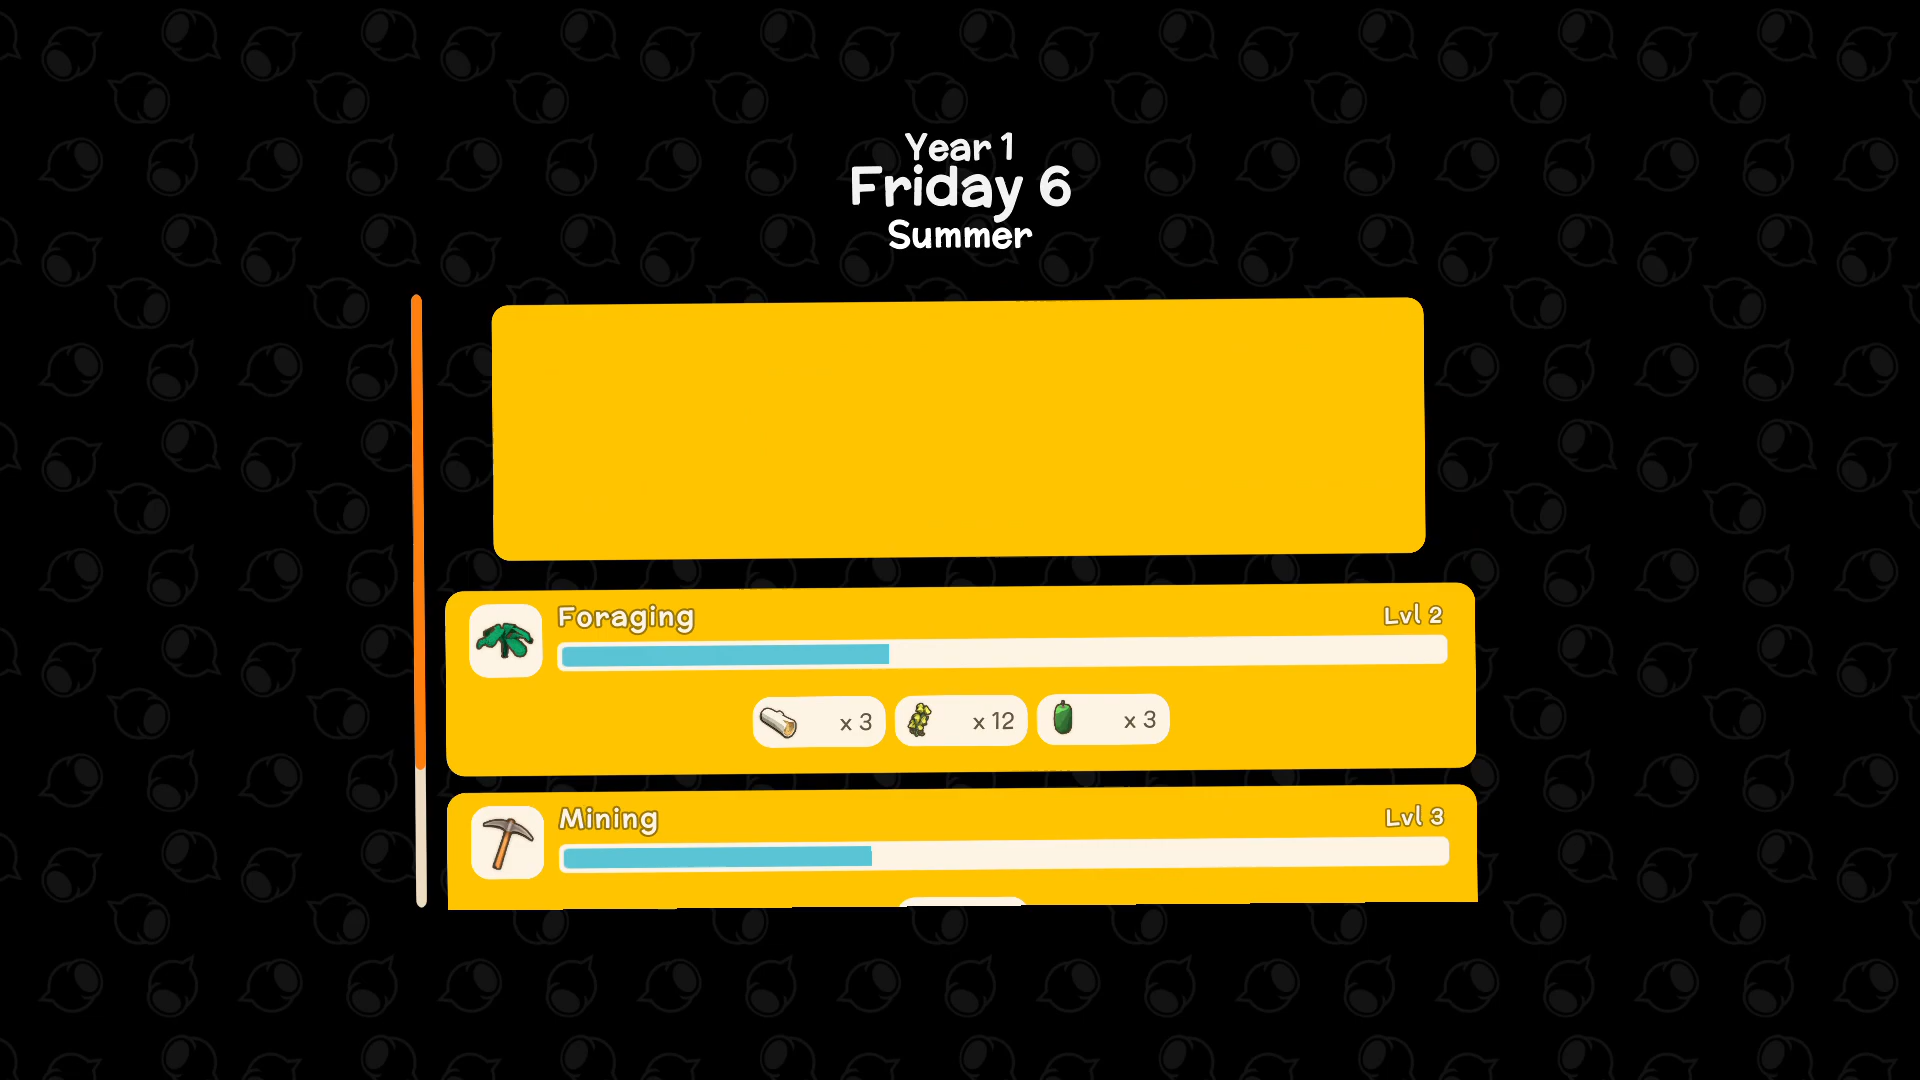 Year 1
Friday 6
Summer
Foraging
Lvl 2
x 3
x 12
x 3
Mining
Lvl 3